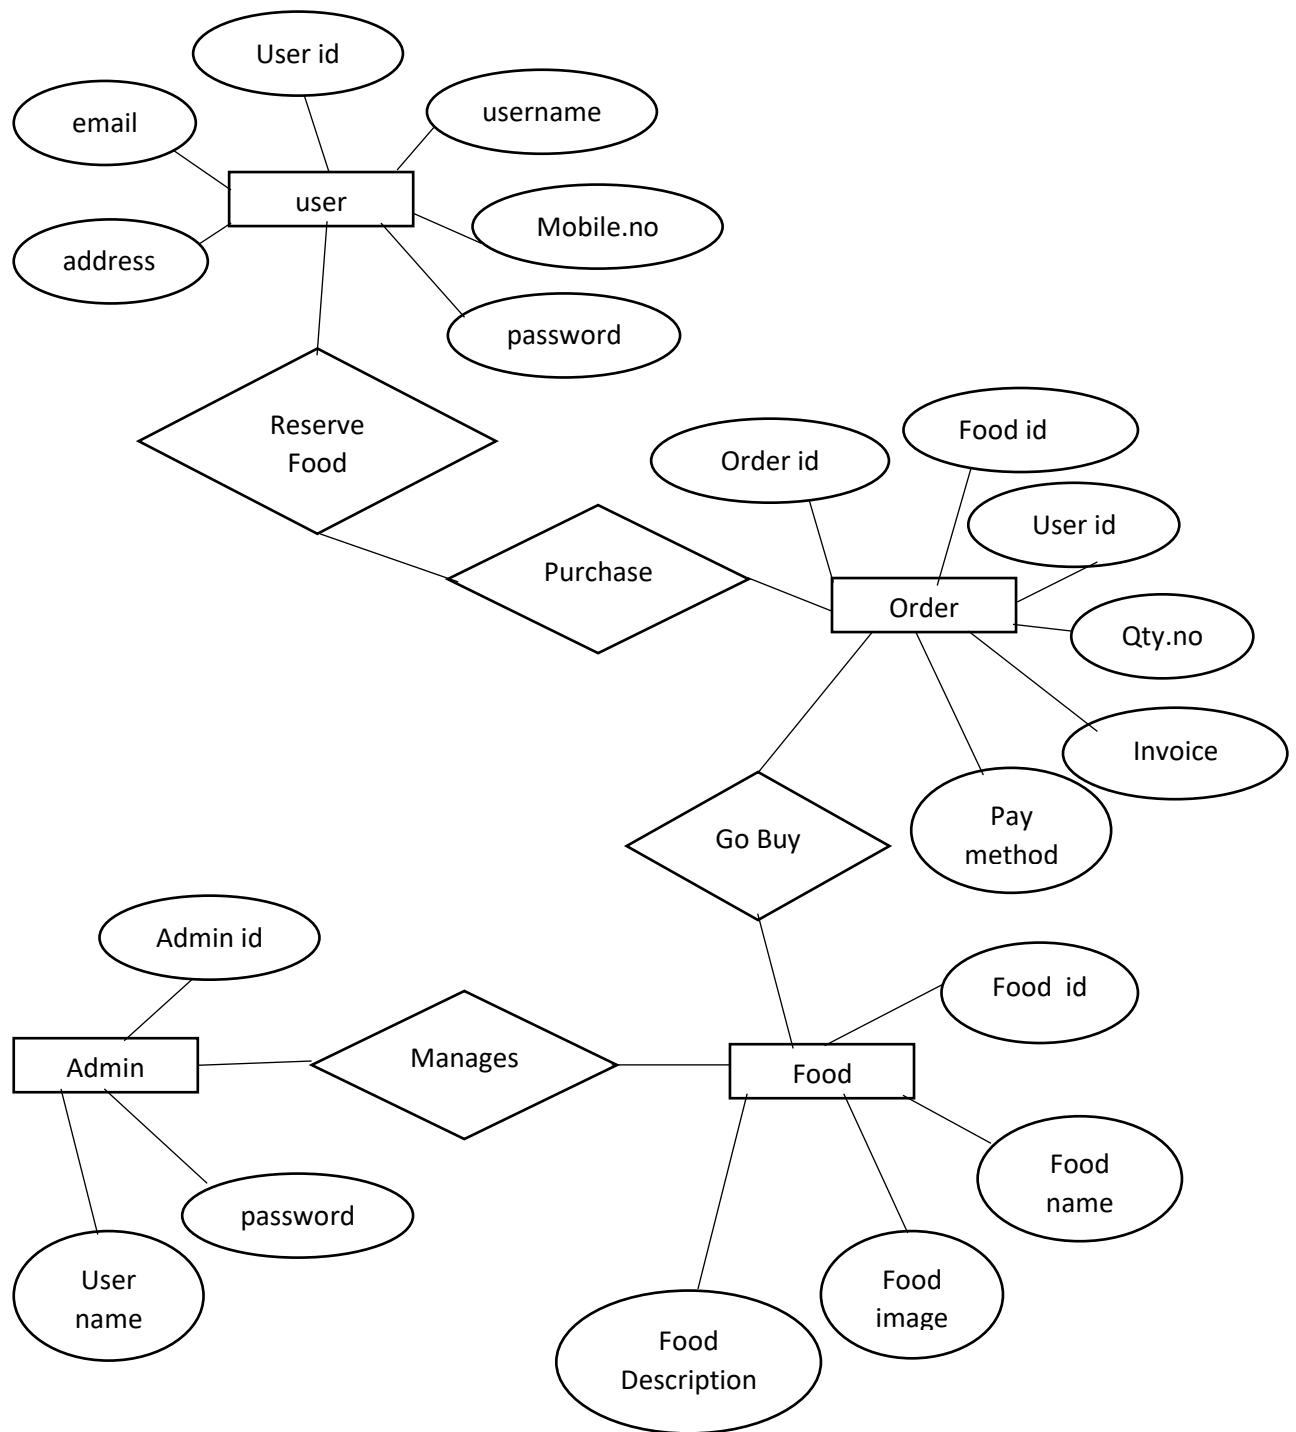 User id
email
username
user
Mobile.no
address
password
Reserve
Food
Order id
Food id
User id
Purchase
Order
Qty.no
Invoice
Go Buy
Pay
method
Admin id
Food  id
Admin
Manages
Food
Food
name
password
User
name
Food
image
Food
Description